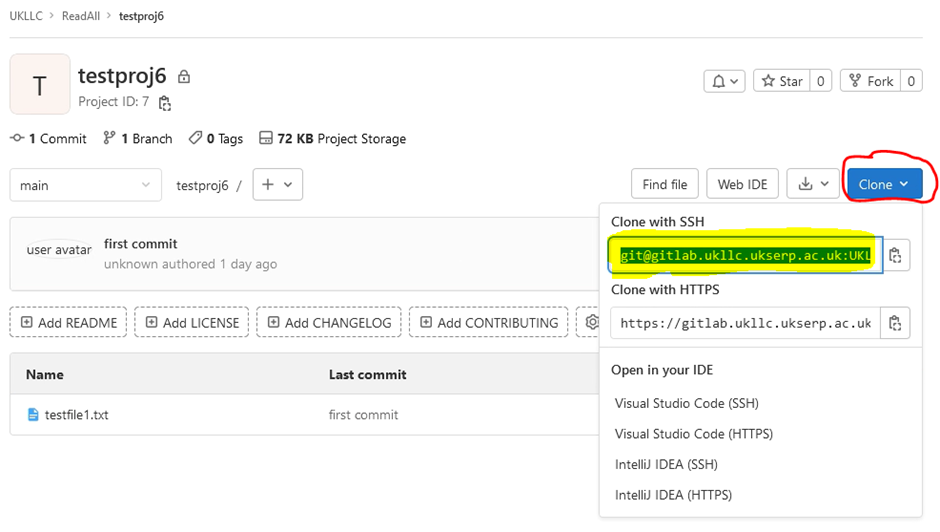 UKLLC > ReadAll > testproj6
T
testproj6
Project ID: 7
1 Commit 1 Branch 0 Tags 72 KB Project Storage
Star 0 Fork 0
main testproj6 / + Find file Web IDE Clone
user avatar
first commit
unknown authored 1 day ago
Add README Add LICENSE Add CHANGELOG Add CONTRIBUTING
Name Last commit
testfile1.txt first commit
Clone with SSH
git@gitlab.ukllc.ukserp.ac.uk:UKL
Clone with HTTPS
https://gitlab.ukllc.ukserp.ac.uk
Open in your IDE
Visual Studio Code (SSH)
Visual Studio Code (HTTPS)
IntelliJ IDEA (SSH)
IntelliJ IDEA (HTTPS)